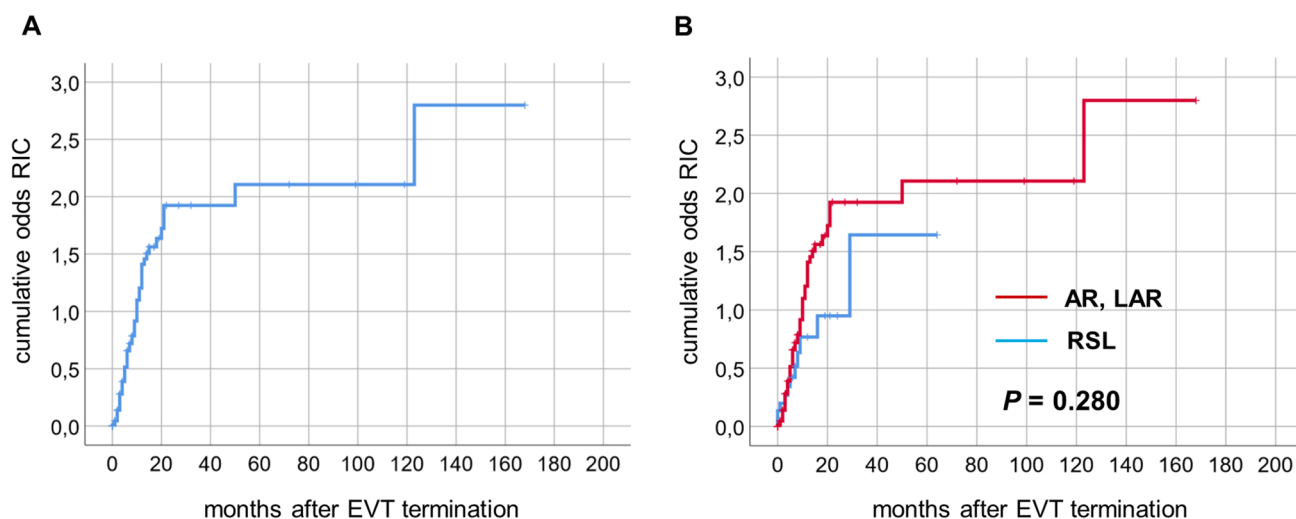 A
cumulative odds RIC
3,0
2,5
2,0
1,5
1,0
0,5
0,0
0 20 40 60 80 100 120 140 160 180 200
months after EVT termination
B
cumulative odds RIC
3,0
2,5
2,0
1,5
1,0
0,5
0,0
AR, LAR
RSL
P = 0.280
0 20 40 60 80 100 120 140 160 180 200
months after EVT termination